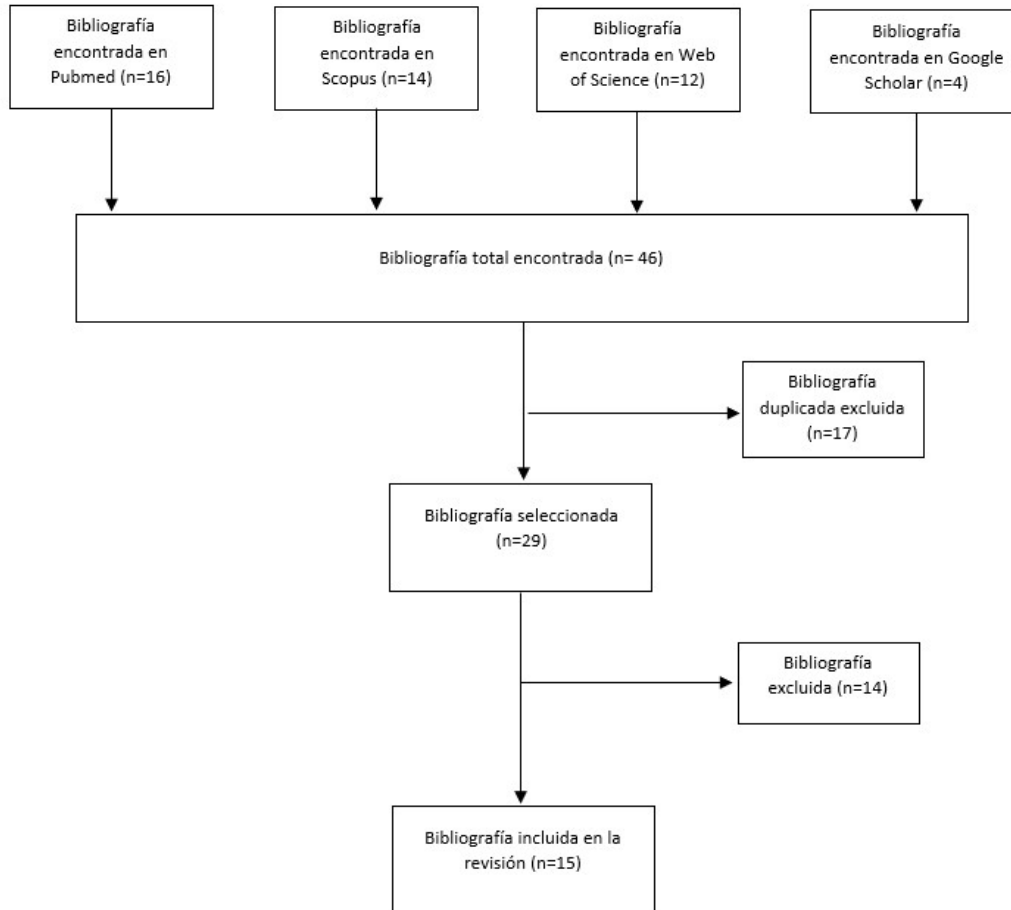 Bibliografía
encontrada en
Pubmed (n=16)
Bibliografía
encontrada en
Scopus (n=14)
Bibliografía
encontrada en Web
of Science (n=12)
Bibliografía
encontrada en Google
Scholar (n=4)
Bibliografía total encontrada (n= 46)
Bibliografía
duplicada excluida
(n=17)
Bibliografía seleccionada
(n=29)
Bibliografía
excluida (n=14)
Bibliografía incluida en la
revisión (n=15)